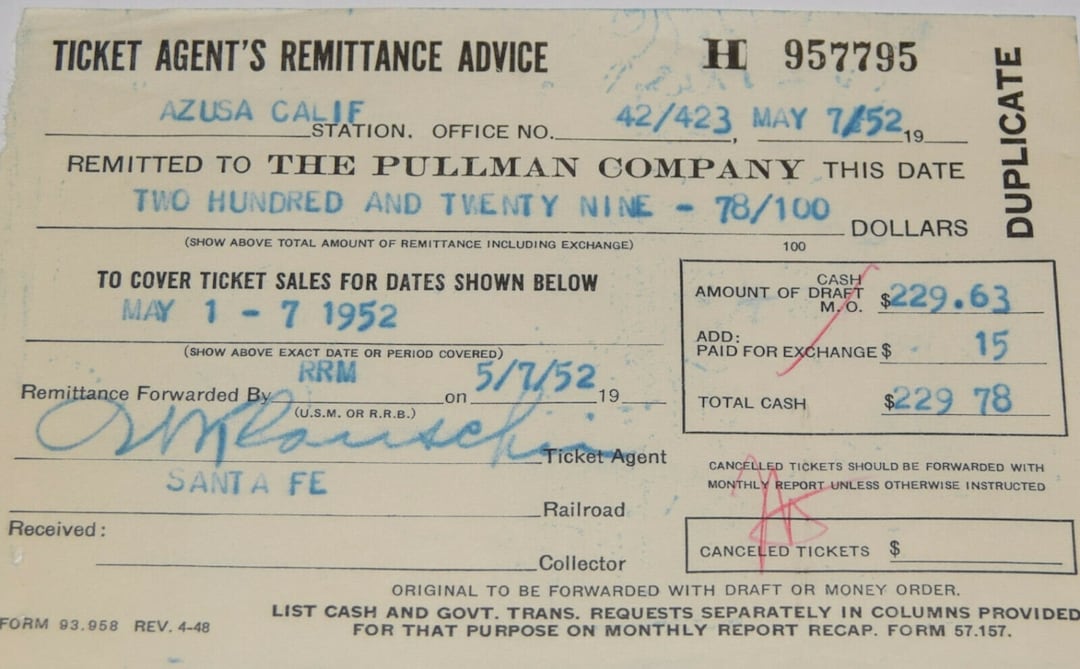 TICKET AGENT'S REMITTANCE ADVICE H 957795
DUPLICATE
AZUSA CALIF STATION. OFFICE NO. 42/423, MAY 7/52 19
REMITTED TO THE PULLMAN COMPANY THIS DATE
TWO HUNDRED AND TWENTY NINE - 78/100 DOLLARS
(SHOW ABOVE TOTAL AMOUNT OF REMITTANCE INCLUDING EXCHANGE) 100
TO COVER TICKET SALES FOR DATES SHOWN BELOW
MAY 1 - 7 1952
(SHOW ABOVE EXACT DATE OR PERIOD COVERED)
Remittance Forwarded By RRM on 5/7/52 19
(U.S.M. OR R.R.B.)
Ticket Agent
SANTA FE
Railroad
Received:
Collector
CASH
AMOUNT OF DRAFT $229.63
M.O.
ADD:
PAID FOR EXCHANGE $ 15
TOTAL CASH $229 78
CANCELLED TICKETS SHOULD BE FORWARDED WITH
MONTHLY REPORT UNLESS OTHERWISE INSTRUCTED
CANCELED TICKETS $
ORIGINAL TO BE FORWARDED WITH DRAFT OR MONEY ORDER.
LIST CASH AND GOVT. TRANS. REQUESTS SEPARATELY IN COLUMNS PROVIDED
FOR THAT PURPOSE ON MONTHLY REPORT RECAP. FORM 57.157.
FORM 93.958 REV. 4-48